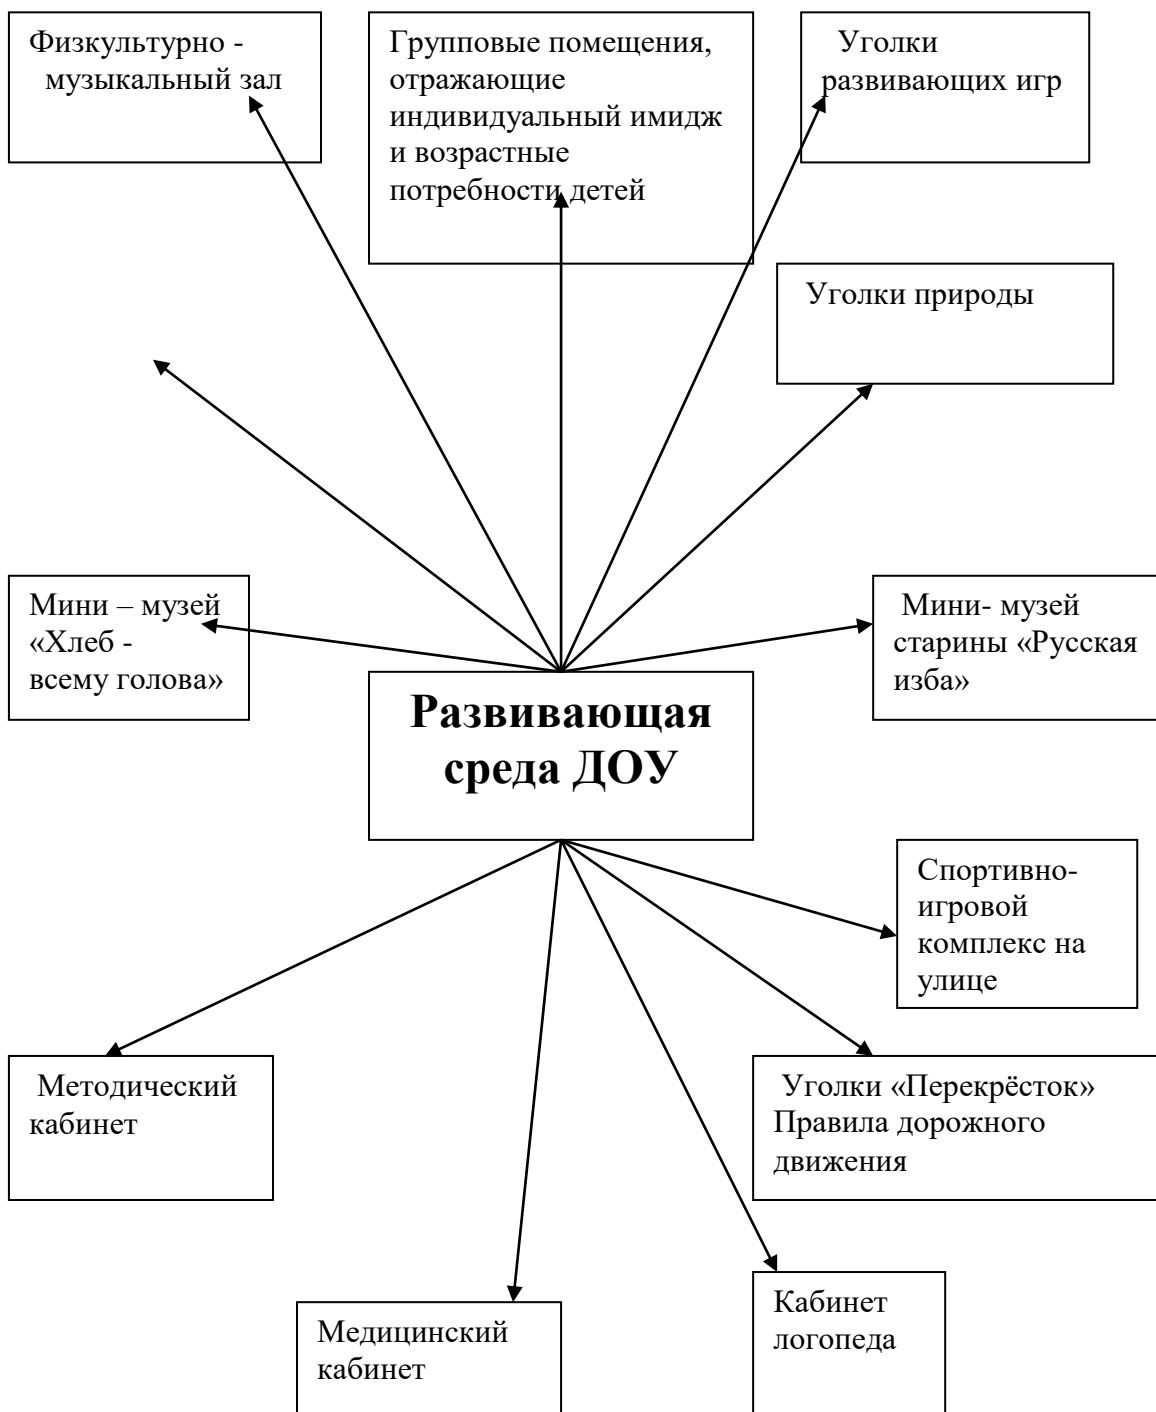 Физкультурно -
музыкальный зал
Групповые помещения,
отражающие
индивидуальный имидж
и возрастные
потребности детей
Уголки
развивающих игр
Уголки природы
Мини – музей
«Хлеб -
всему голова»
Мини- музей
старины «Русская
изба»
Развивающая
среда ДОУ
Спортивно-
игровой
комплекс на
улице
Методический
кабинет
Уголки «Перекрёсток»
Правила дорожного
движения
Медицинский
кабинет
Кабинет
логопеда